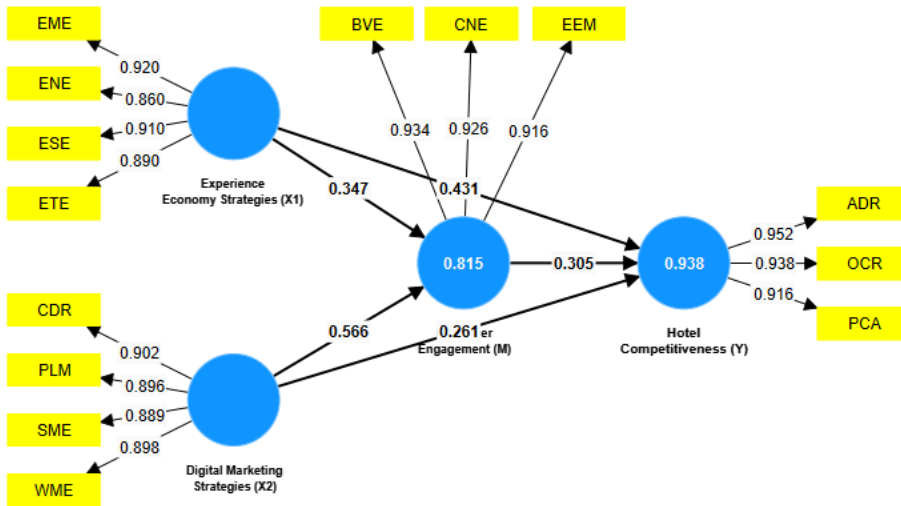 EME
ENE
ESE
ETE
0.920
0.860
0.910
0.890
Experience
Economy Strategies (X1)
BVE
CNE
EEM
0.934
0.926
0.916
0.347
0.431
0.815
0.305
0.938
0.566
0.261
er
Engagement (M)
Hotel
Competitiveness (Y)
0.952
0.938
0.916
ADR
OCR
PCA
CDR
PLM
SME
WME
0.902
0.896
0.889
0.898
Digital Marketing
Strategies (X2)